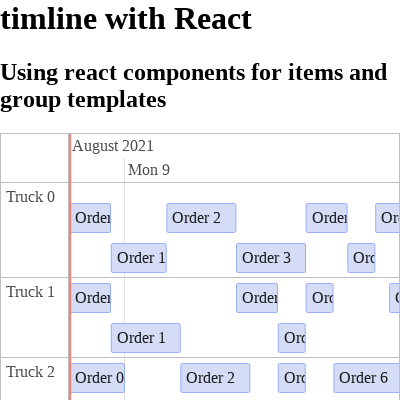 timline with React
Using react components for items and
group templates
August 2021
Mon 9
Truck 0
Order Order 2 Order Or
Order 1 Order 3 Orc
Truck 1
Order Order Orc
Order 1 Orc
Truck 2
Order 0 Order 2 Orc Order 6